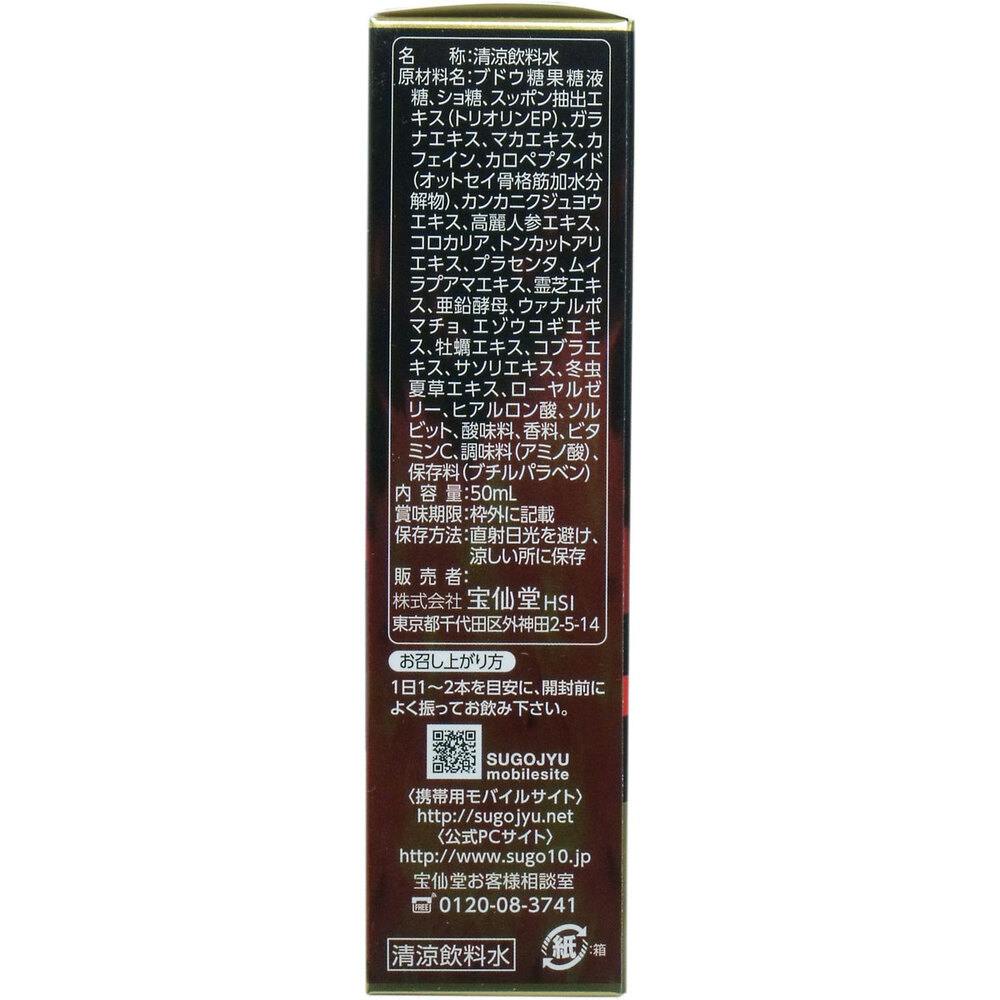 名　称:清涼飲料水
原材料名:ブドウ糖果糖液
糖、ショ糖、スッポン抽出エ
キス(トリオリンEP)、ガラ
ナエキス、マカエキス、カ
フェイン、カロペプタイド
(オットセイ骨格筋加水分
解物)、カンカニクジュヨウ
エキス、高麗人参エキス、
コロカリア、トンカットアリ
エキス、プラセンタ、ムイ
ラプアマエキス、霊芝エキ
ス、亜鉛酵母、ウァナルポ
マチョ、エゾウコギエキ
ス、牡蠣エキス、コブラエ
キス、サソリエキス、冬虫
夏草エキス、ローヤルゼ
リー、ヒアルロン酸、ソル
ビット、酸味料、香料、ビタ
ミンC、調味料(アミノ酸)、
保存料(ブチルパラベン)
内容量:50mL
賞味期限:枠外に記載
保存方法:直射日光を避け、
涼しい所に保存
販売者:
株式会社 宝仙堂 HSI
東京都千代田区外神田2-5-14
お召し上がり方
1日1〜2本を目安に、開封前に
よく振ってお飲み下さい。
SUGOJYU
mobilesite
〈携帯用モバイルサイト〉
http://sugojyu.net
〈公式PCサイト〉
http://www.sugo10.jp
宝仙堂お客様相談室
FREE 0120-08-3741
清涼飲料水
紙 :箱